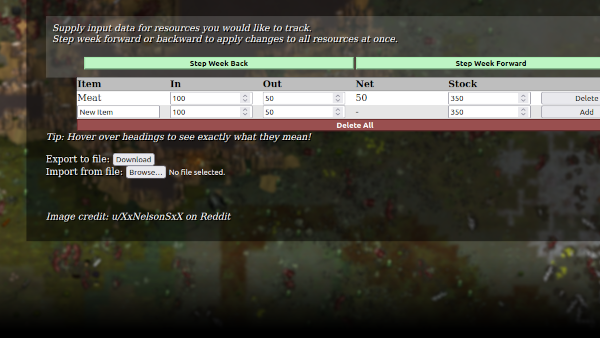 Supply input data for resources you would like to track.
Step week forward or backward to apply changes to all resources at once.
Step Week Back Step Week Forward
Item In Out Net Stock
Meat 100 50 50 350 Delete
New Item 100 50 - 350 Add
Delete All
Tip: Hover over headings to see exactly what they mean!
Export to file: Download
Import from file: Browse... No file selected.
Image credit: u/XxNelsonSxX on Reddit